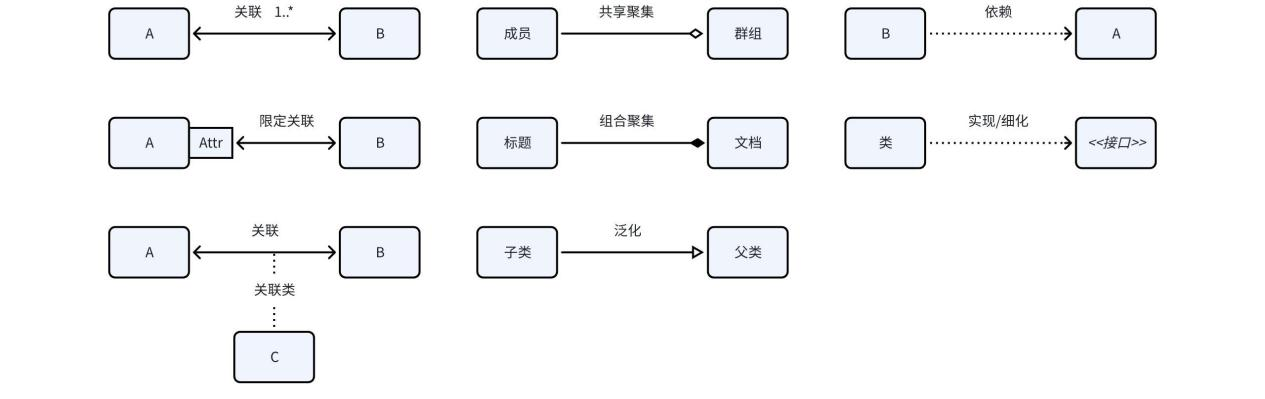 关联 1..*
A
B
共享聚集
成员
群组
依赖
B
A
限定关联
A
Attr
B
组合聚集
标题
文档
实现/细化
类
<<接口>>
关联
A
B
关联类
C
泛化
子类
父类